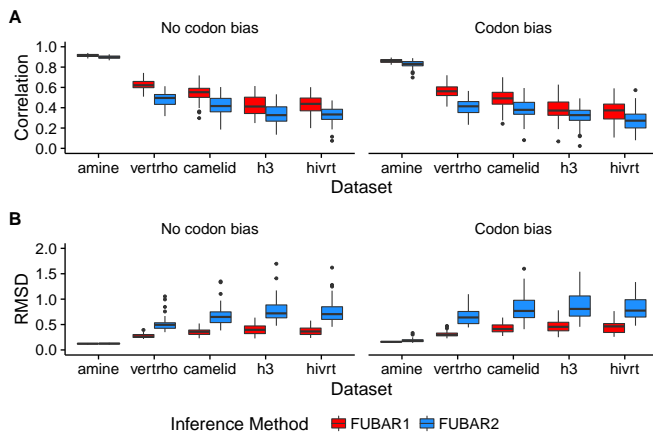 A
No codon bias
Codon bias
Correlation
1.0
0.8
0.6
0.4
0.2
0.0
amine vertrho camelid h3 hivrt
amine vertrho camelid h3 hivrt
Dataset
Dataset
B
No codon bias
Codon bias
RMSD
2.0
1.5
1.0
0.5
0.0
amine vertrho camelid h3 hivrt
amine vertrho camelid h3 hivrt
Dataset
Dataset
Inference Method FUBAR1 FUBAR2